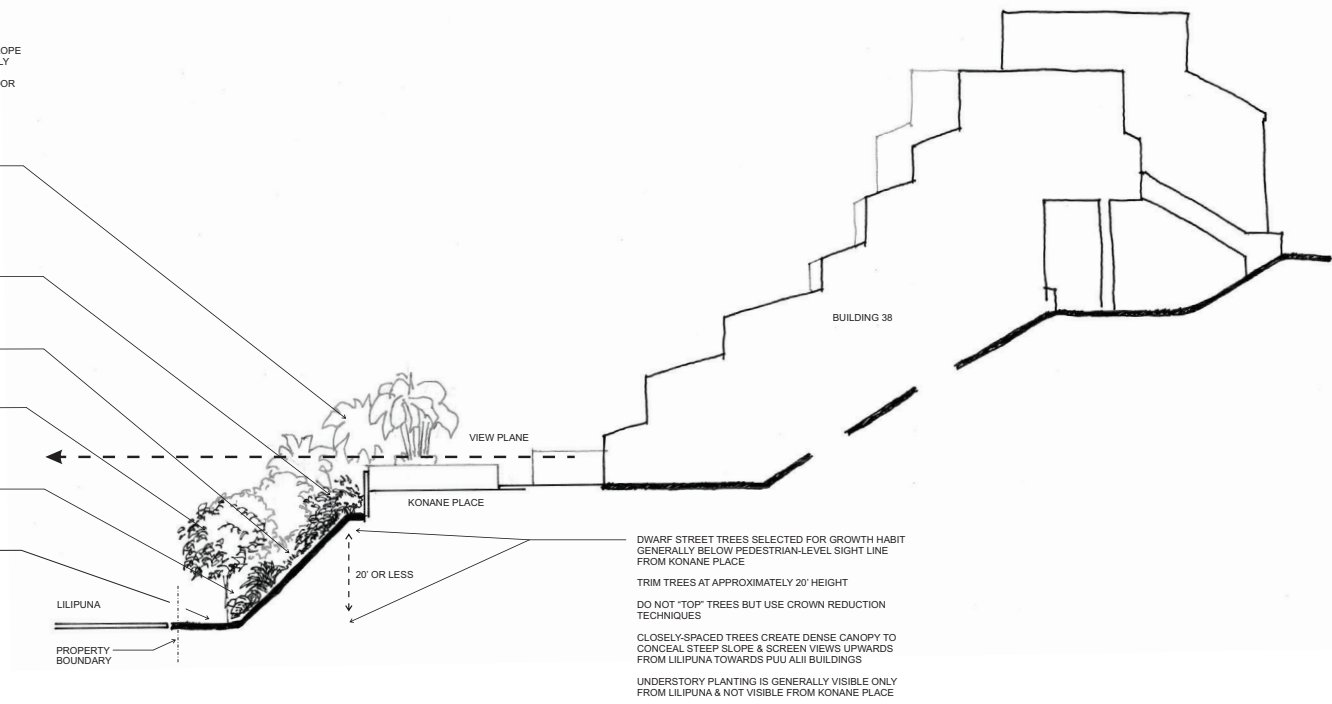 OPE
LY
OR
BUILDING 38
VIEW PLANE
KONANE PLACE
20' OR LESS
LILIPUNA
PROPERTY
BOUNDARY
DWARF STREET TREES SELECTED FOR GROWTH HABIT
GENERALLY BELOW PEDESTRIAN-LEVEL SIGHT LINE
FROM KONANE PLACE
TRIM TREES AT APPROXIMATELY 20' HEIGHT
DO NOT "TOP" TREES BUT USE CROWN REDUCTION
TECHNIQUES
CLOSELY-SPACED TREES CREATE DENSE CANOPY TO
CONCEAL STEEP SLOPE & SCREEN VIEWS UPWARDS
FROM LILIPUNA TOWARDS PUU ALII BUILDINGS
UNDERSTORY PLANTING IS GENERALLY VISIBLE ONLY
FROM LILIPUNA & NOT VISIBLE FROM KONANE PLACE